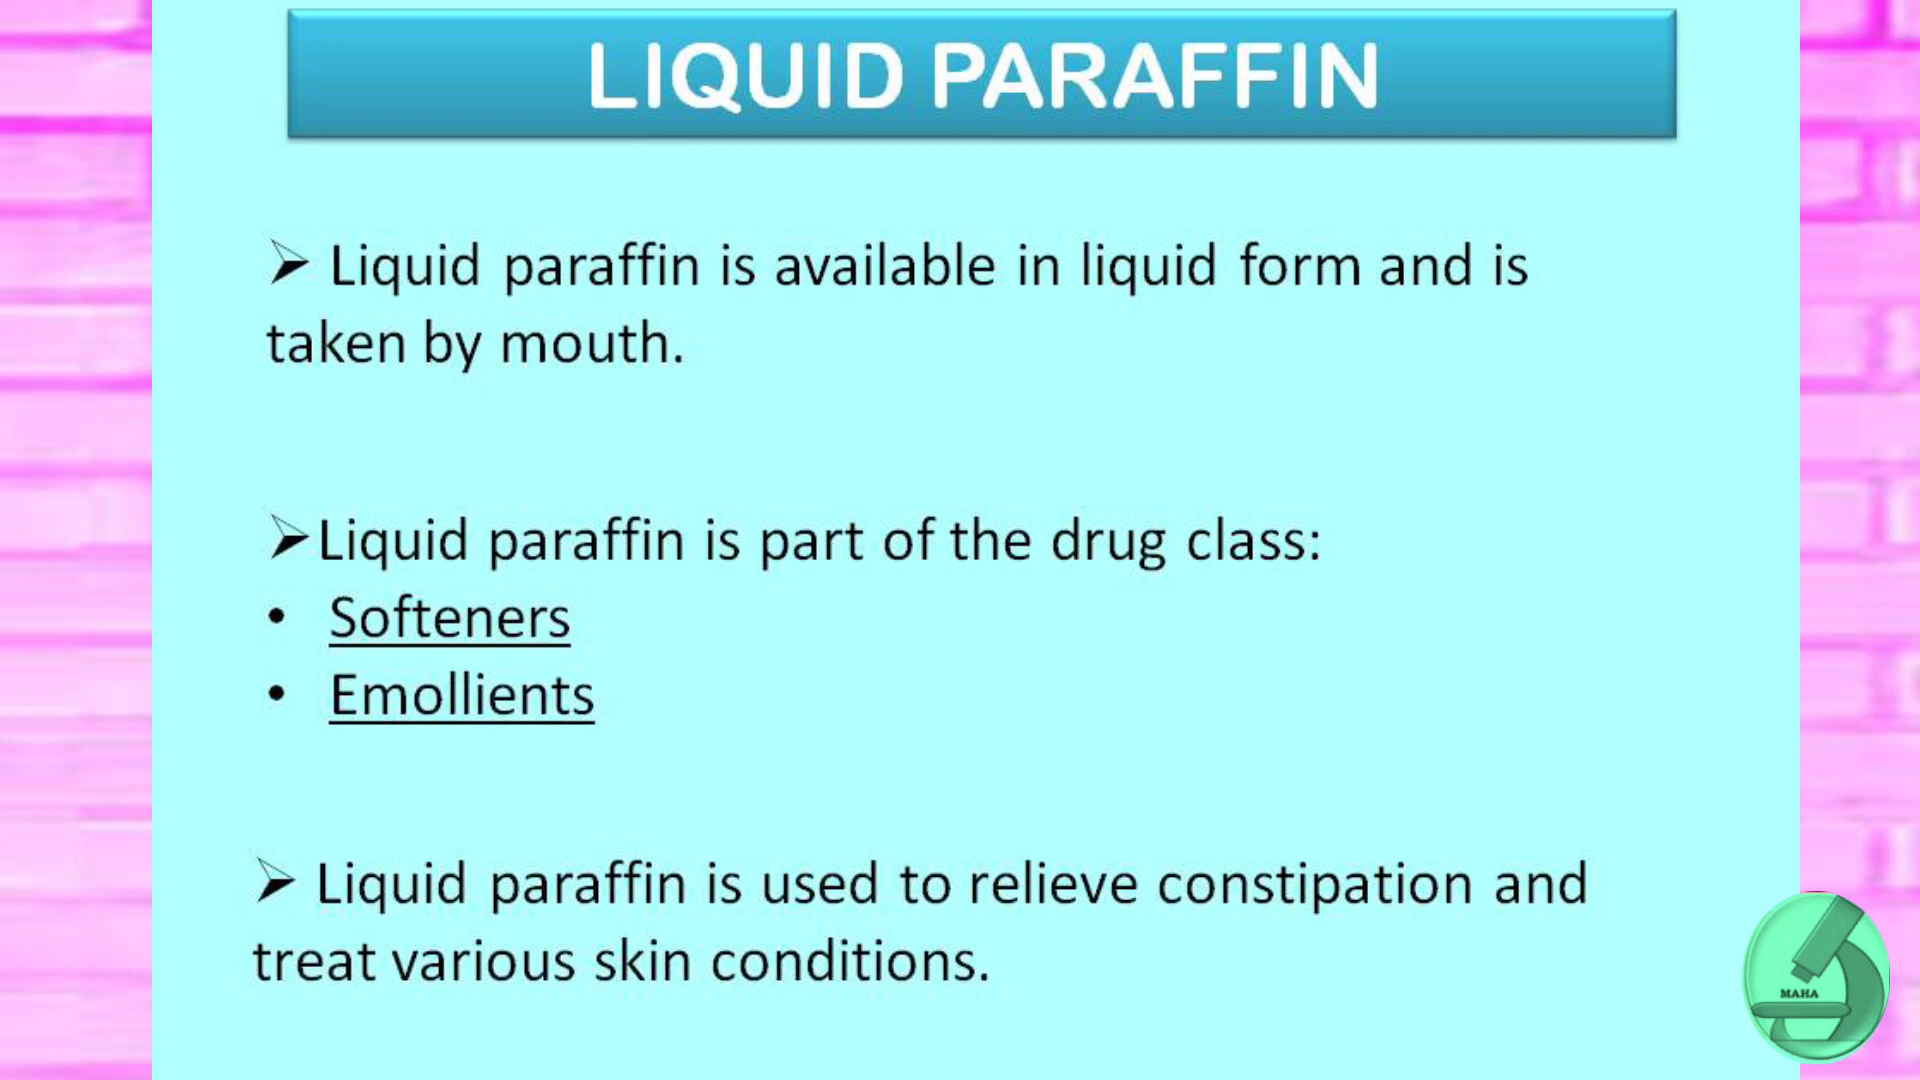 LIQUID PARAFFIN
➢ Liquid paraffin is available in liquid form and is
taken by mouth.
➢Liquid paraffin is part of the drug class:
• Softeners
• Emollients
➢ Liquid paraffin is used to relieve constipation and
treat various skin conditions.
MAHA